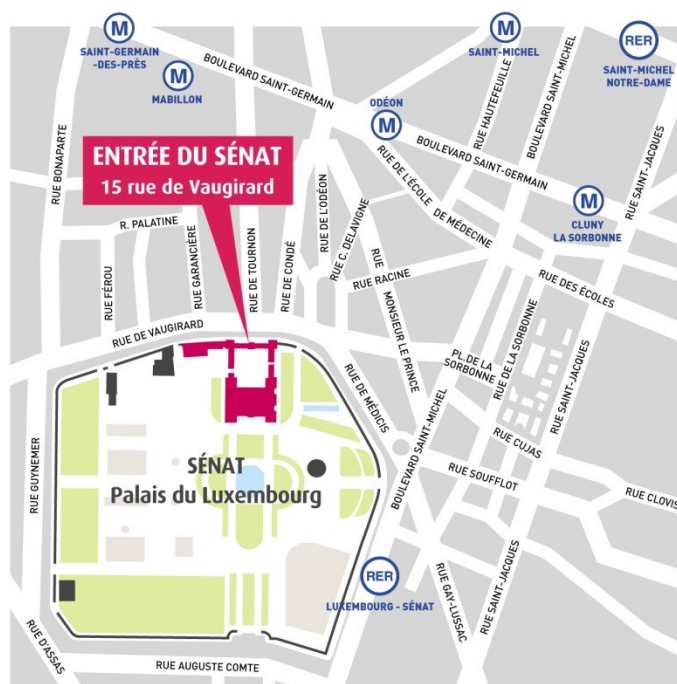 M
SAINT-GERMAIN
-DES-PRÈS
M
MABILLON
BOULEVARD SAINT-GERMAIN
M
SAINT-MICHEL
RER
SAINT-MICHEL
NOTRE-DAME
ODÉON
M
RUE HAUTEFEUILLE
BOULEVARD SAINT-MICHEL
BOULEVARD SAINT-GERMAIN
RUE SAINT-JACQUES
M
CLUNY
LA SORBONNE
RUE BONAPARTE
ENTRÉE DU SÉNAT
15 rue de Vaugirard
R. PALATINE
RUE FÉROU
RUE GARANCIÈRE
RUE DE TOURNON
RUE DE CONDÉ
RUE DE L'ODÉON
RUE C. DELAVIGNE
RUE DE L'ÉCOLE DE MÉDECINE
RUE RACINE
RUE MONSIEUR LE PRINCE
RUE DES ÉCOLES
RUE DE VAUGIRARD
PL. DE LA
SORBONNE
RUE DE LA SORBONNE
RUE SAINT-JACQUES
RUE DE MÉDICIS
BOULEVARD SAINT-MICHEL
RUE CUJAS
RUE SOUFFLOT
RUE CLOVIS
RUE GUYNEMER
SÉNAT
Palais du Luxembourg
RER
LUXEMBOURG - SÉNAT
RUE GAY-LUSSAC
RUE SAINT-JACQUES
RUE D'ASSAS
RUE AUGUSTE COMTE